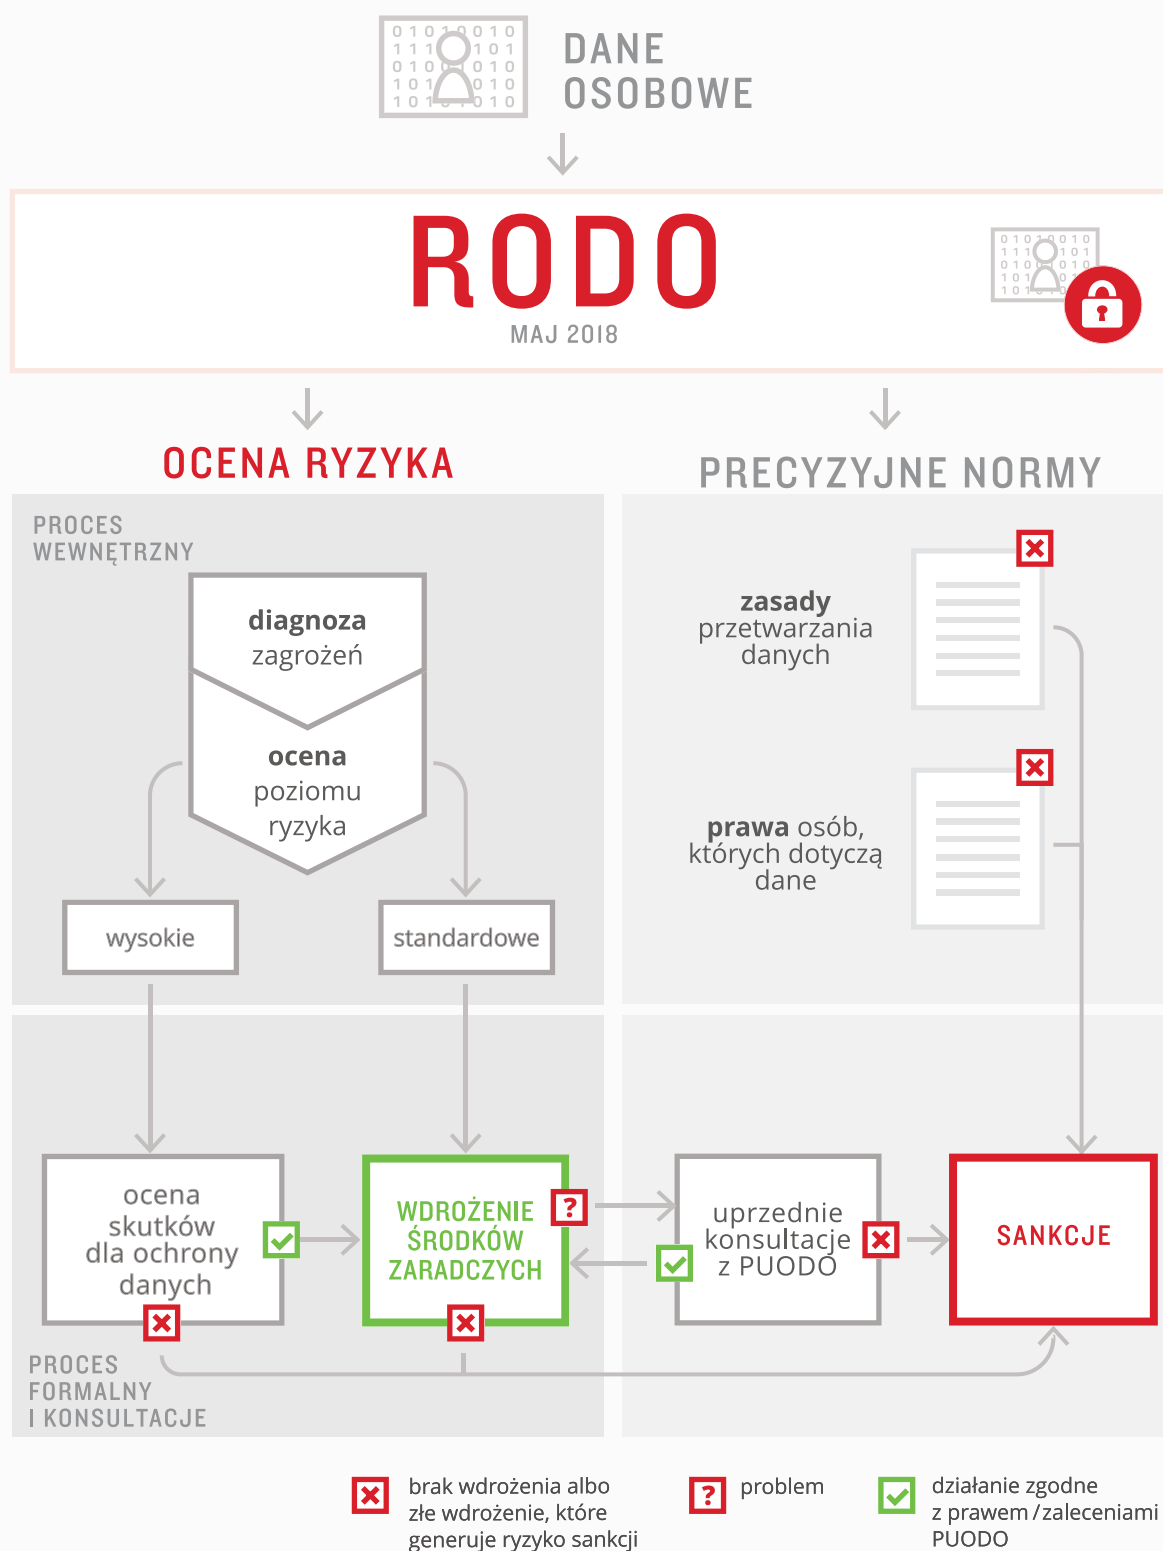 DANE
OSOBOWE
RODO
MAJ 2018
OCENA RYZYKA
PRECYZYJNE NORMY
PROCES
WEWNĘTRZNY
diagnoza
zagrożeń
ocena
poziomu
ryzyka
wysokie
standardowe
zasady
przetwarzania
danych
prawa osób,
których dotyczą
dane
ocena
skutków
dla ochrony
danych
WDROŻENIE
ŚRODKÓW
ZARADCZYCH
?
uprzednie
konsultacje
z PUODO
SANKCJE
PROCES
FORMALNY
I KONSULTACJE
brak wdrożenia albo
złe wdrożenie, które
generuje ryzyko sankcji
?
problem
działanie zgodne
z prawem/zaleceniami
PUODO